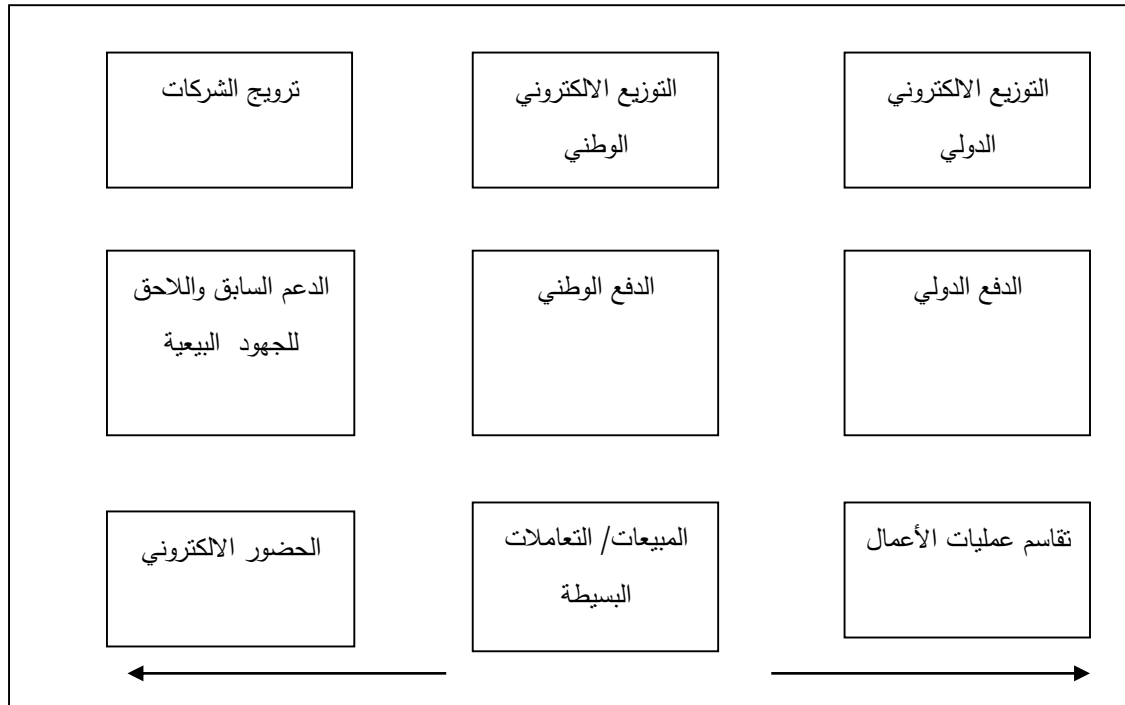 التوزيع الالكتروني
الدولي
التوزيع الالكتروني
الوطني
ترويج الشركات
الدفع الدولي
الدفع الوطني
الدعم السابق واللاحق
للجهود البيعية
تقاسم عمليات الأعمال
المبيعات/ التعاملات
البسيطة
الحضور الالكتروني